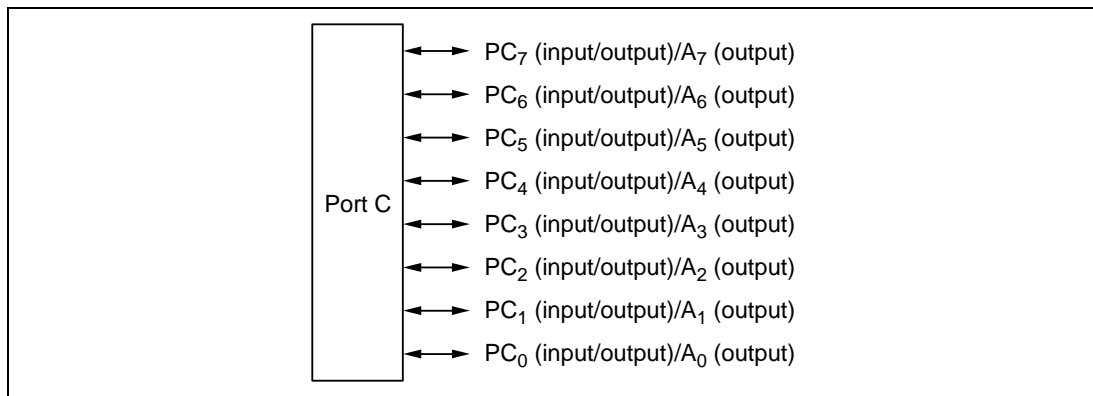 PC₇ (input/output)/A₇ (output)
PC₆ (input/output)/A₆ (output)
PC₅ (input/output)/A₅ (output)
PC₄ (input/output)/A₄ (output)
Port C
PC₃ (input/output)/A₃ (output)
PC₂ (input/output)/A₂ (output)
PC₁ (input/output)/A₁ (output)
PC₀ (input/output)/A₀ (output)